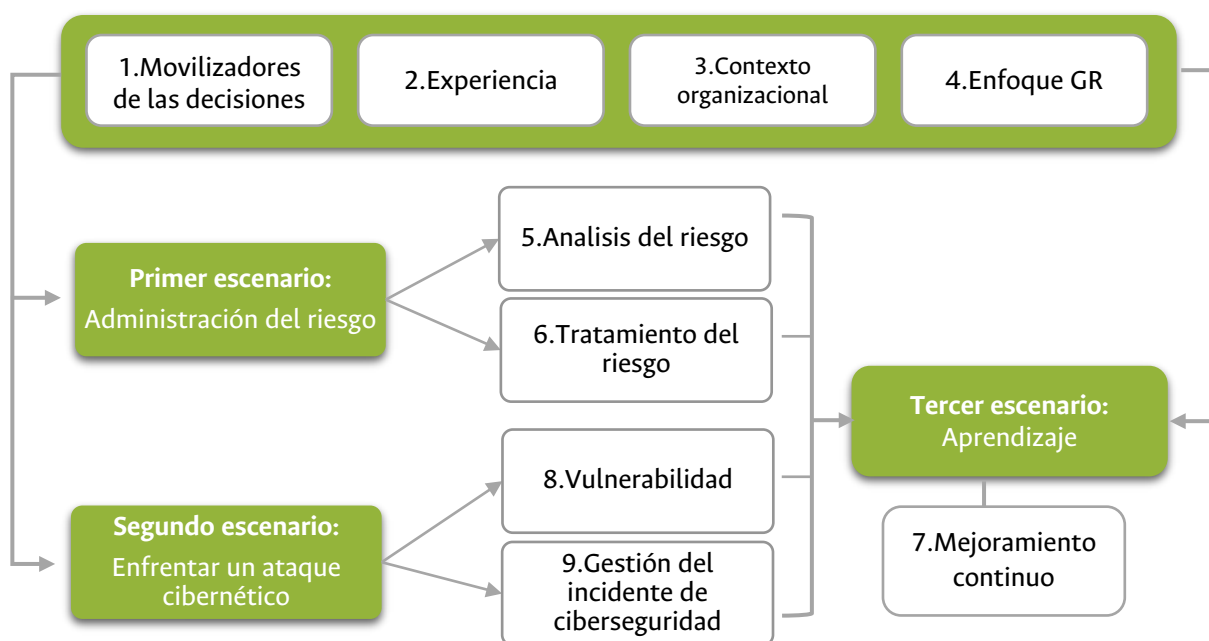 1.Movilizadores
de las decisiones
2.Experiencia
3.Contexto
organizacional
4.Enfoque GR
Primer escenario:
Administración del riesgo
5.Analisis del riesgo
6.Tratamiento del
riesgo
Segundo escenario:
Enfrentar un ataque
cibernético
8.Vulnerabilidad
9.Gestión del
incidente de
ciberseguridad
Tercer escenario:
Aprendizaje
7.Mejoramiento
continuo